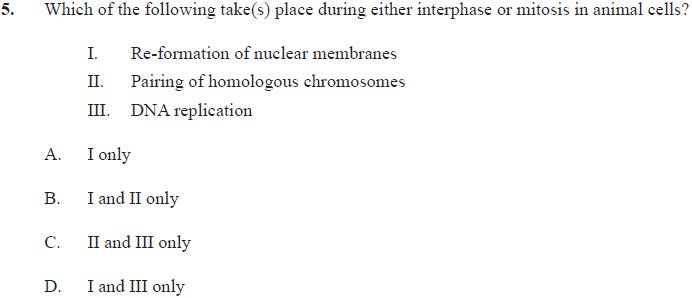 5. Which of the following take(s) place during either interphase or mitosis in animal cells?
I. Re-formation of nuclear membranes
II. Pairing of homologous chromosomes
III. DNA replication
A. I only
B. I and II only
C. II and III only
D. I and III only